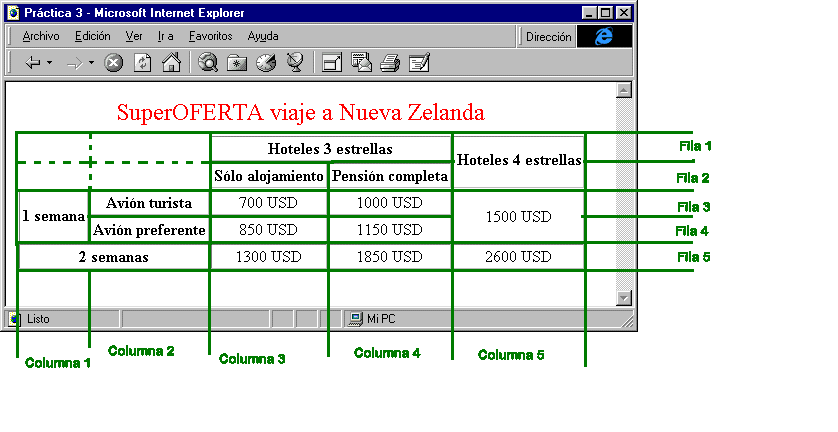 Práctica 3 - Microsoft Internet Explorer
Archivo Edición Ver Ir a Favoritos Ayuda Dirección
SuperOFERTA viaje a Nueva Zelanda
Hoteles 3 estrellas Hoteles 4 estrellas Fila 1
Sólo alojamiento Pensión completa Fila 2
1 semana Avión turista 700 USD 1000 USD 1500 USD Fila 3
Avión preferente 850 USD 1150 USD Fila 4
2 semanas 1300 USD 1850 USD 2600 USD Fila 5
Listo Mi PC
Columna 1 Columna 2 Columna 3 Columna 4 Columna 5